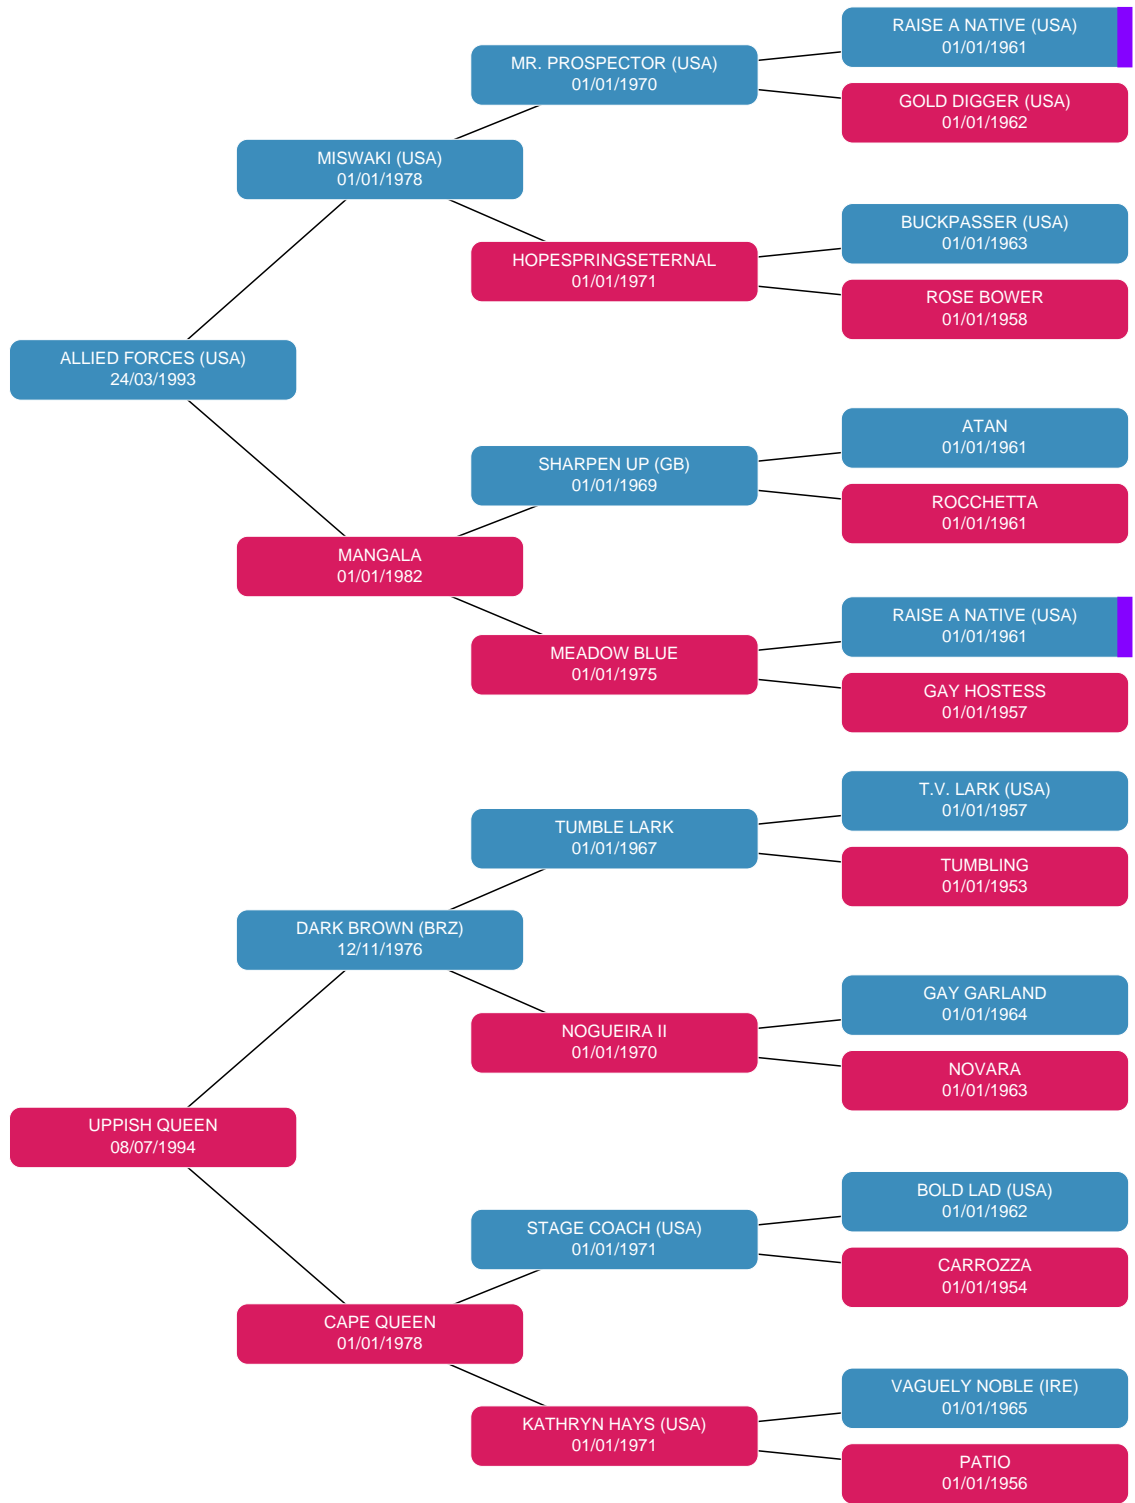 RAISE A NATIVE (USA)
01/01/1961
MR. PROSPECTOR (USA)
01/01/1970
GOLD DIGGER (USA)
01/01/1962
MISWAKI (USA)
01/01/1978
BUCKPASSER (USA)
01/01/1963
HOPESPRINGSETERNAL
01/01/1971
ROSE BOWER
01/01/1958
ALLIED FORCES (USA)
24/03/1993
ATAN
01/01/1961
SHARPEN UP (GB)
01/01/1969
ROCCHETTA
01/01/1961
MANGALA
01/01/1982
RAISE A NATIVE (USA)
01/01/1961
MEADOW BLUE
01/01/1975
GAY HOSTESS
01/01/1957
T.V. LARK (USA)
01/01/1957
TUMBLE LARK
01/01/1967
TUMBLING
01/01/1953
DARK BROWN (BRZ)
12/11/1976
GAY GARLAND
01/01/1964
NOGUEIRA II
01/01/1970
NOVARA
01/01/1963
UPPISH QUEEN
08/07/1994
BOLD LAD (USA)
01/01/1962
STAGE COACH (USA)
01/01/1971
CARROZZA
01/01/1954
CAPE QUEEN
01/01/1978
VAGUELY NOBLE (IRE)
01/01/1965
KATHRYN HAYS (USA)
01/01/1971
PATIO
01/01/1956